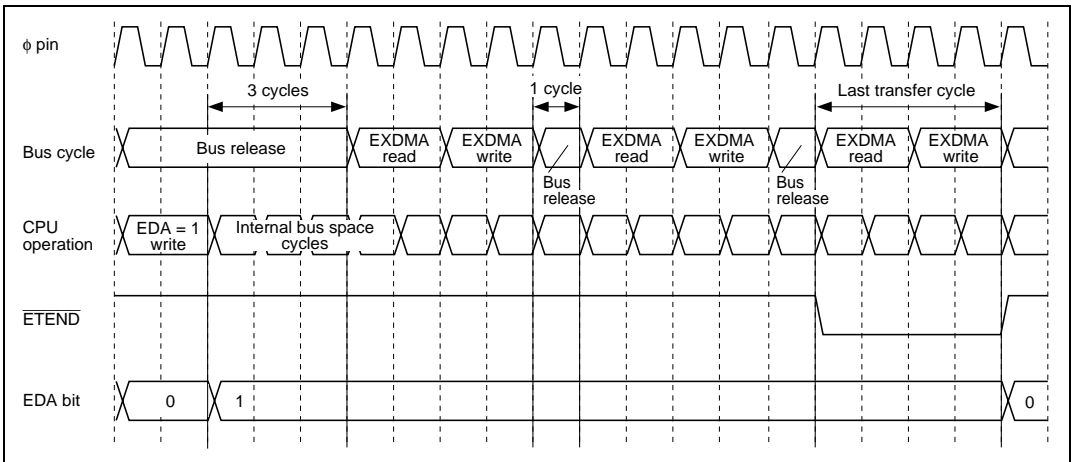 φ pin
3 cycles
1 cycle
Last transfer cycle
Bus cycle
Bus release
EXDMA
read
EXDMA
write
Bus
release
EXDMA
read
EXDMA
write
Bus
release
EXDMA
read
EXDMA
write
CPU
operation
EDA = 1
write
Internal bus space
cycles
ETEND
EDA bit
0
1
0